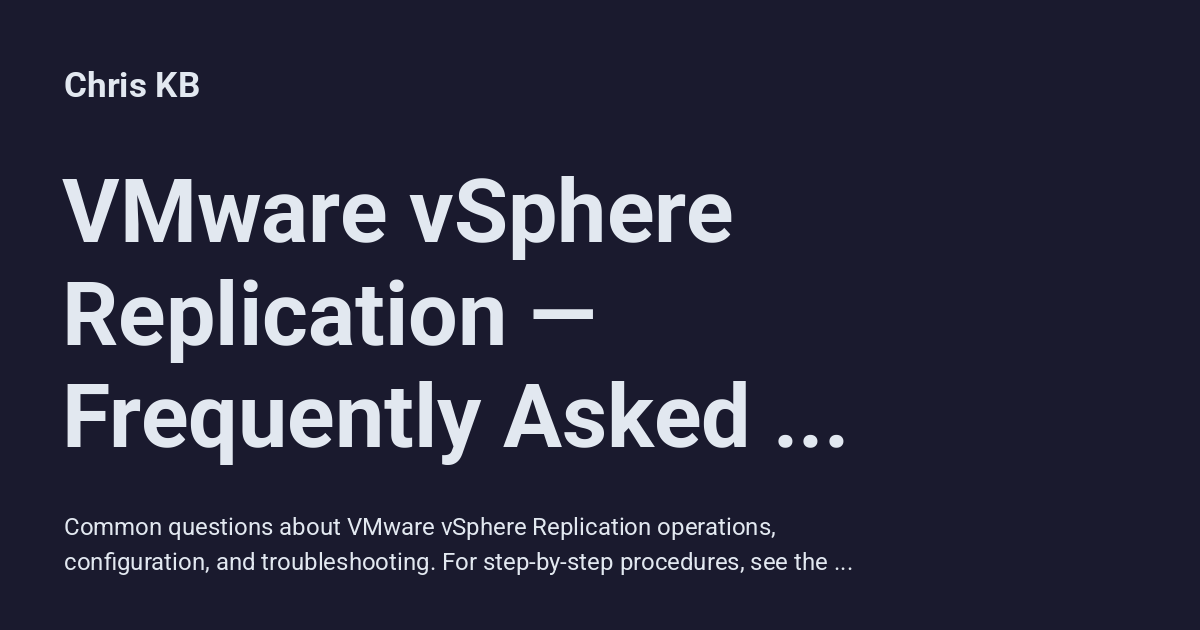 Chris KB
VMware vSphere
Replication —
Frequently Asked ...
Common questions about VMware vSphere Replication operations,
configuration, and troubleshooting. For step-by-step procedures, see the ...